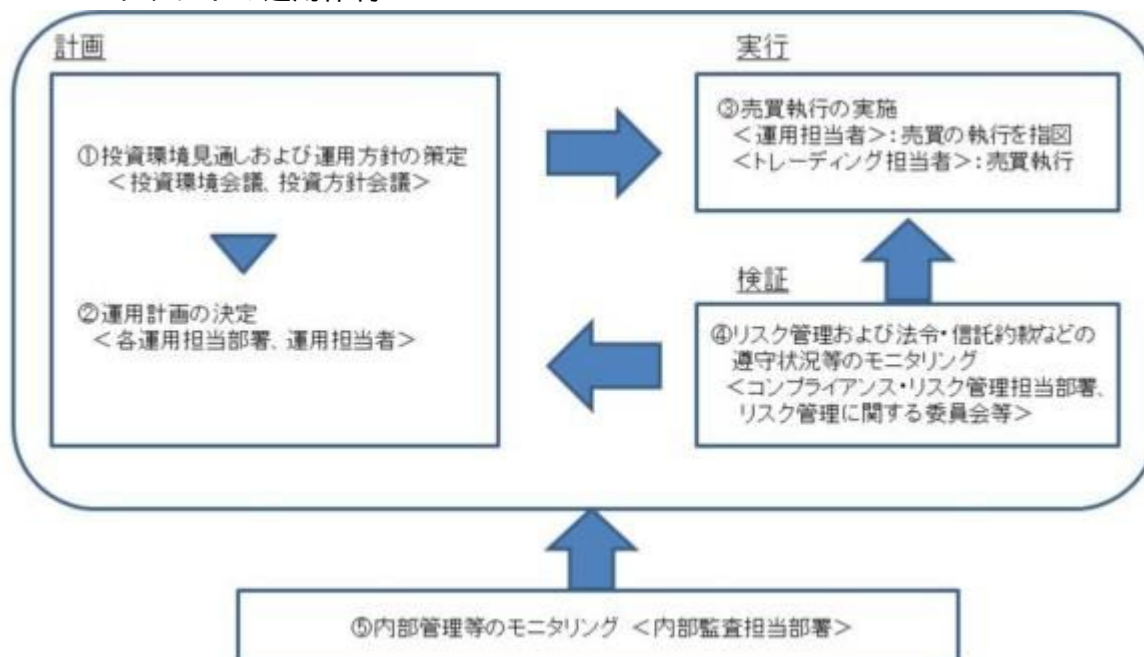 計画
①投資環境見通しおよび運用方針の策定
<投資環境会議、投資方針会議>
②運用計画の決定
<各運用担当部署、運用担当者>
実行
③売買執行の実施
<運用担当者>:売買の執行を指図
<トレーディング担当者>:売買執行
検証
④リスク管理および法令・信託約款などの
遵守状況等のモニタリング
<コンプライアンス・リスク管理担当部署、
リスク管理に関する委員会等>
⑤内部管理等のモニタリング <内部監査担当部署>